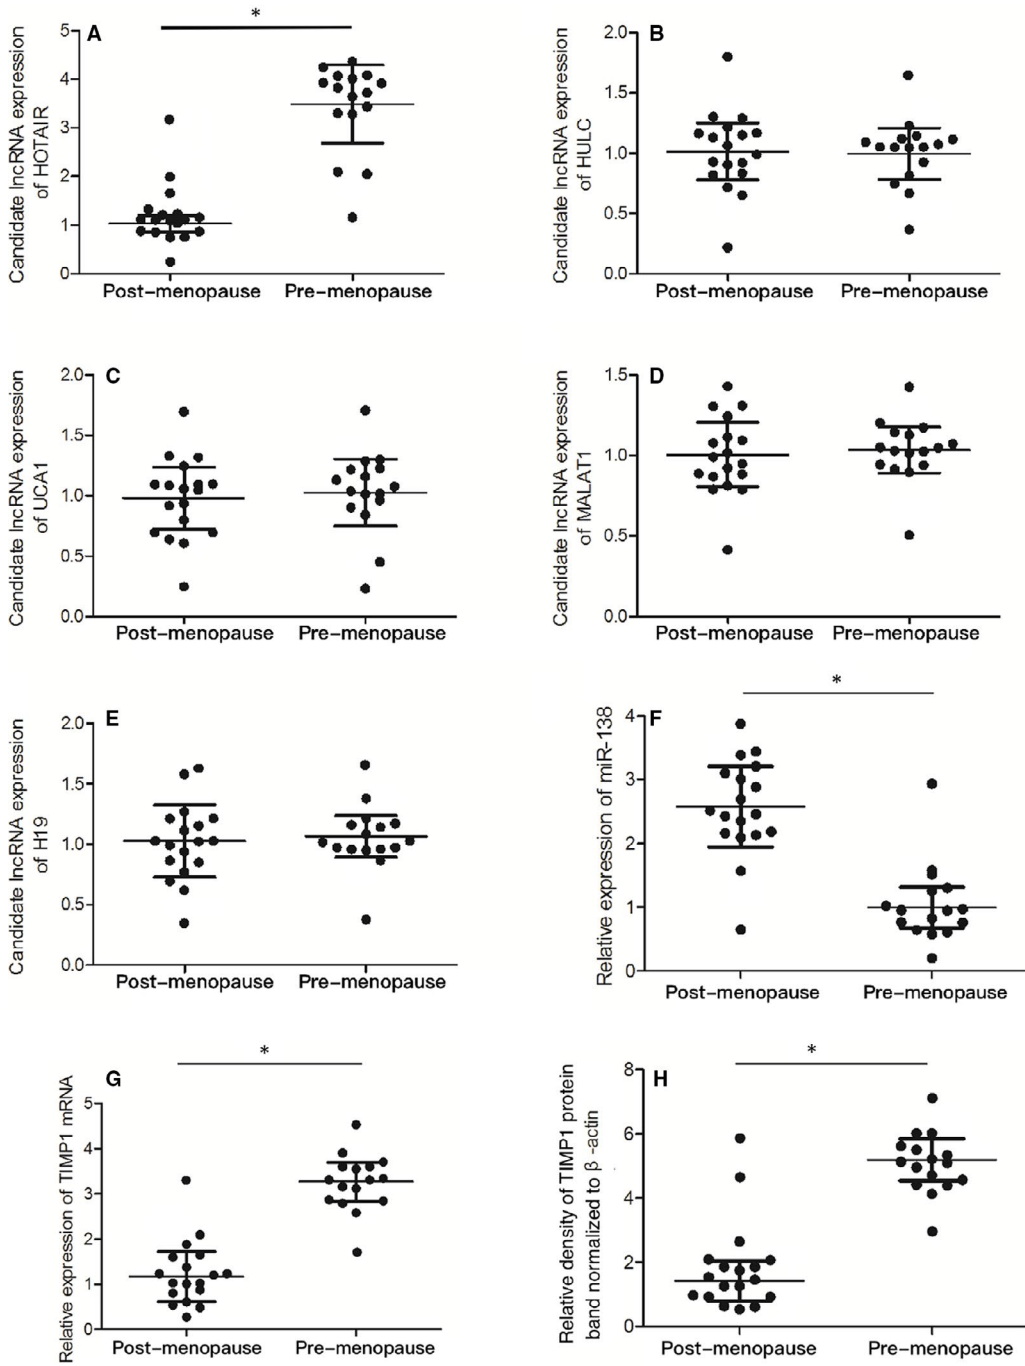 *
A
Candidate lncRNA expression
of HOTAIR
5
4
3
2
1
0
Post-menopause Pre-menopause
B
Candidate lncRNA expression
of HULC
2.0
1.5
1.0
0.5
0.0
Post-menopause Pre-menopause
C
Candidate lncRNA expression
of UCA1
2.0
1.5
1.0
0.5
0.0
Post-menopause Pre-menopause
D
Candidate lncRNA expression
of MALAT1
1.5
1.0
0.5
0.0
Post-menopause Pre-menopause
E
Candidate lncRNA expression
of H19
2.0
1.5
1.0
0.5
0.0
Post-menopause Pre-menopause
*
F
Relative expression of miR-138
4
3
2
1
0
Post-menopause Pre-menopause
*
G
Relative expression of TIMP1 mRNA
5
4
3
2
1
0
Post-menopause Pre-menopause
*
H
Relative density of TIMP1 protein
band normalized to β -actin
8
6
4
2
0
Post-menopause Pre-menopause